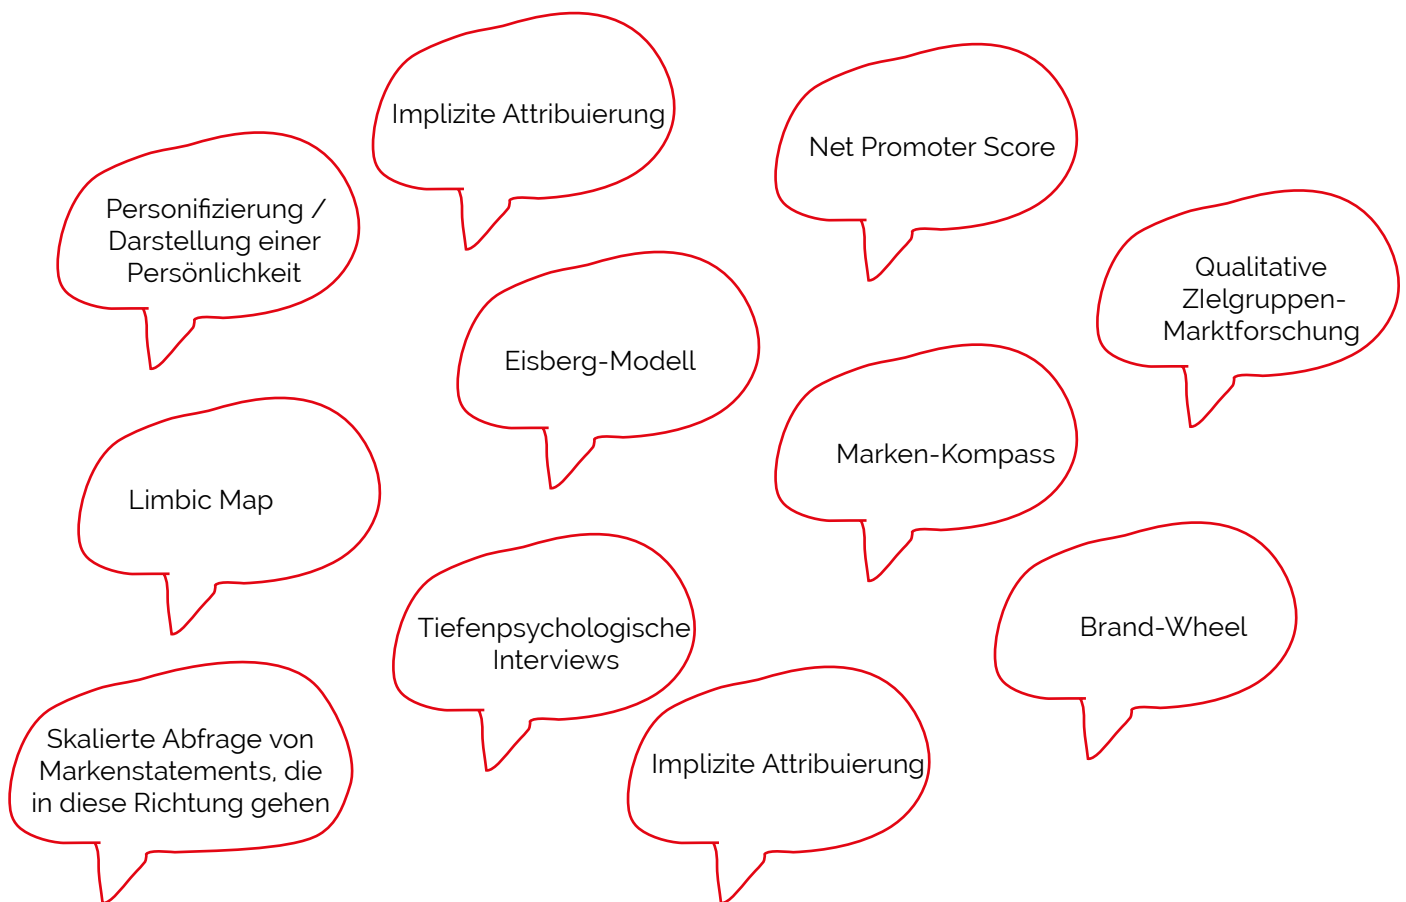 Implizite Attribuierung
Net Promoter Score
Personifizierung /
Darstellung einer
Persönlichkeit
Qualitative
ZIelgruppen-
Marktforschung
Eisberg-Modell
Marken-Kompass
Limbic Map
Tiefenpsychologische
Interviews
Brand-Wheel
Skalierte Abfrage von
Markenstatements, die
in diese Richtung gehen
Implizite Attribuierung